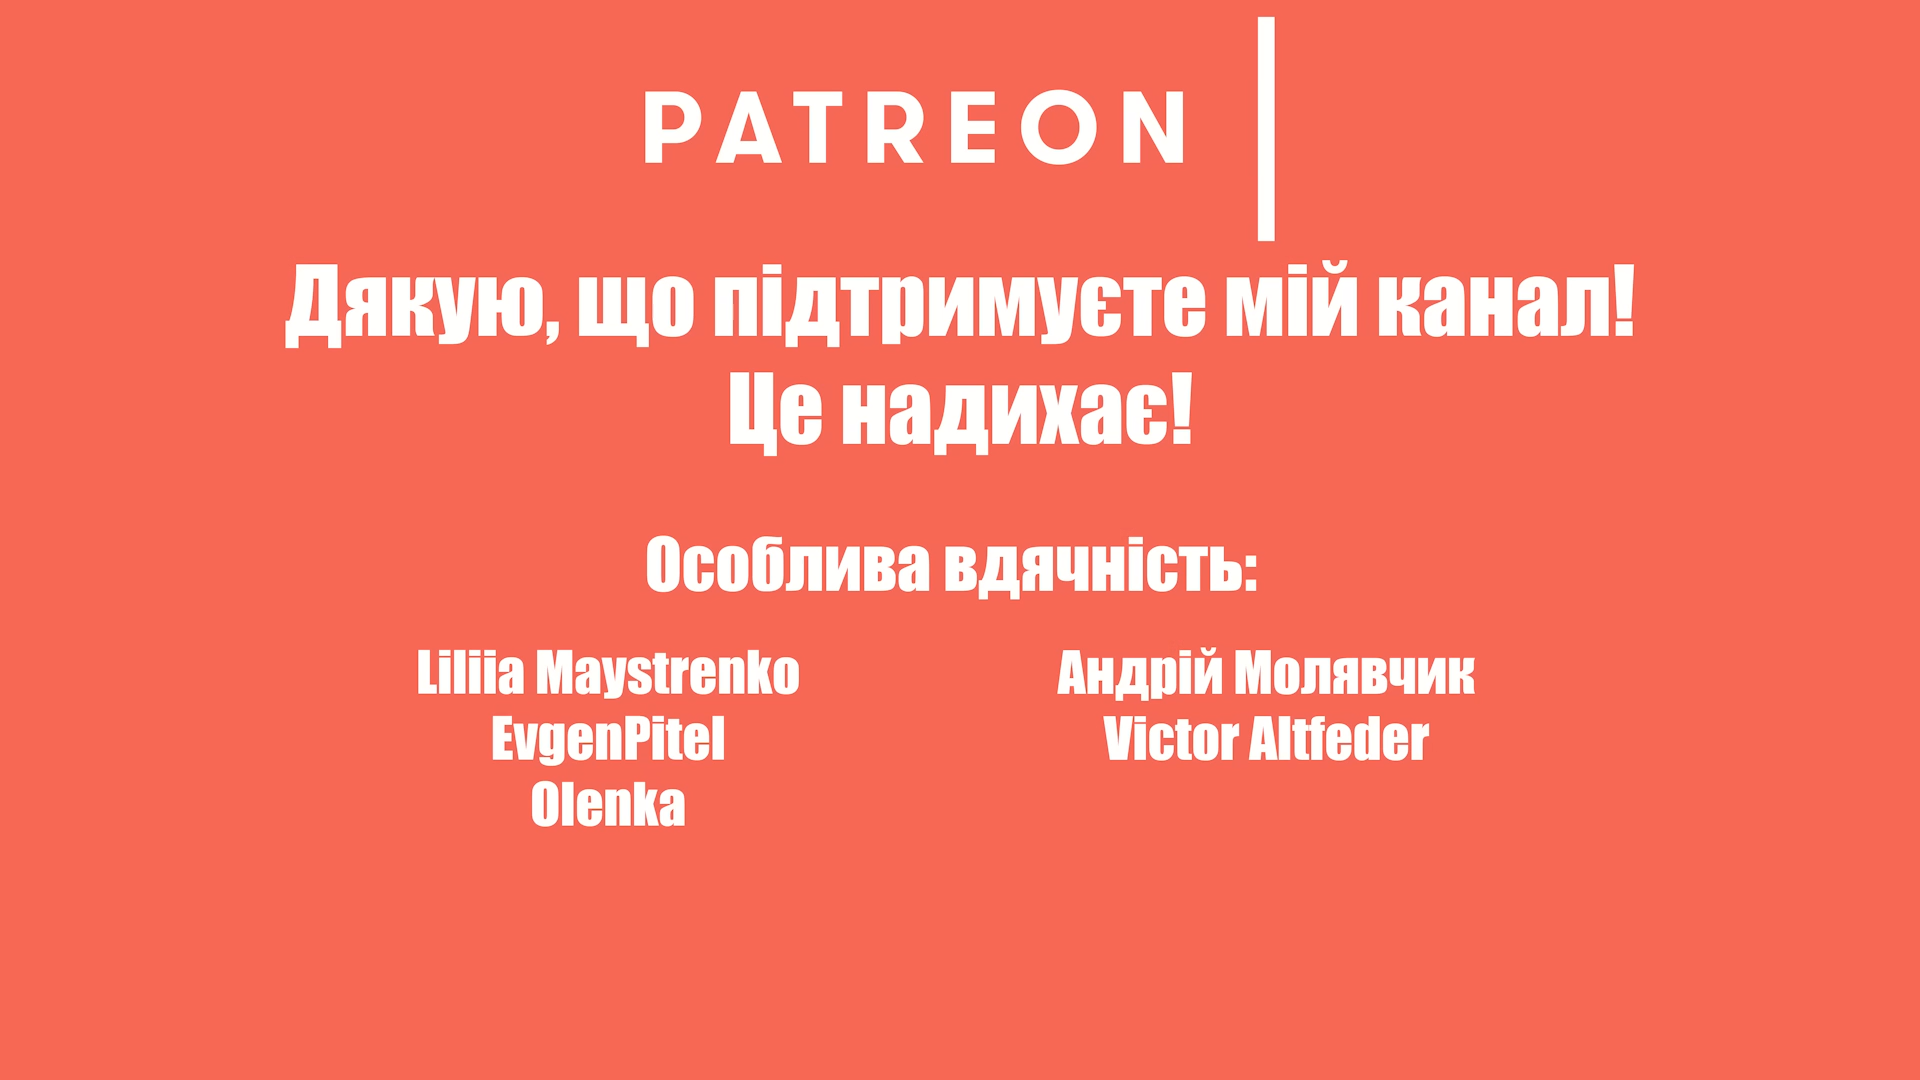 PATREON
Дякую, що підтримуєте мій канал!
Це надихає!
Особлива вдячність:
Liliia Maystrenko
EvgenPitel
Olenka
Андрій Молявчик
Victor Altfeder